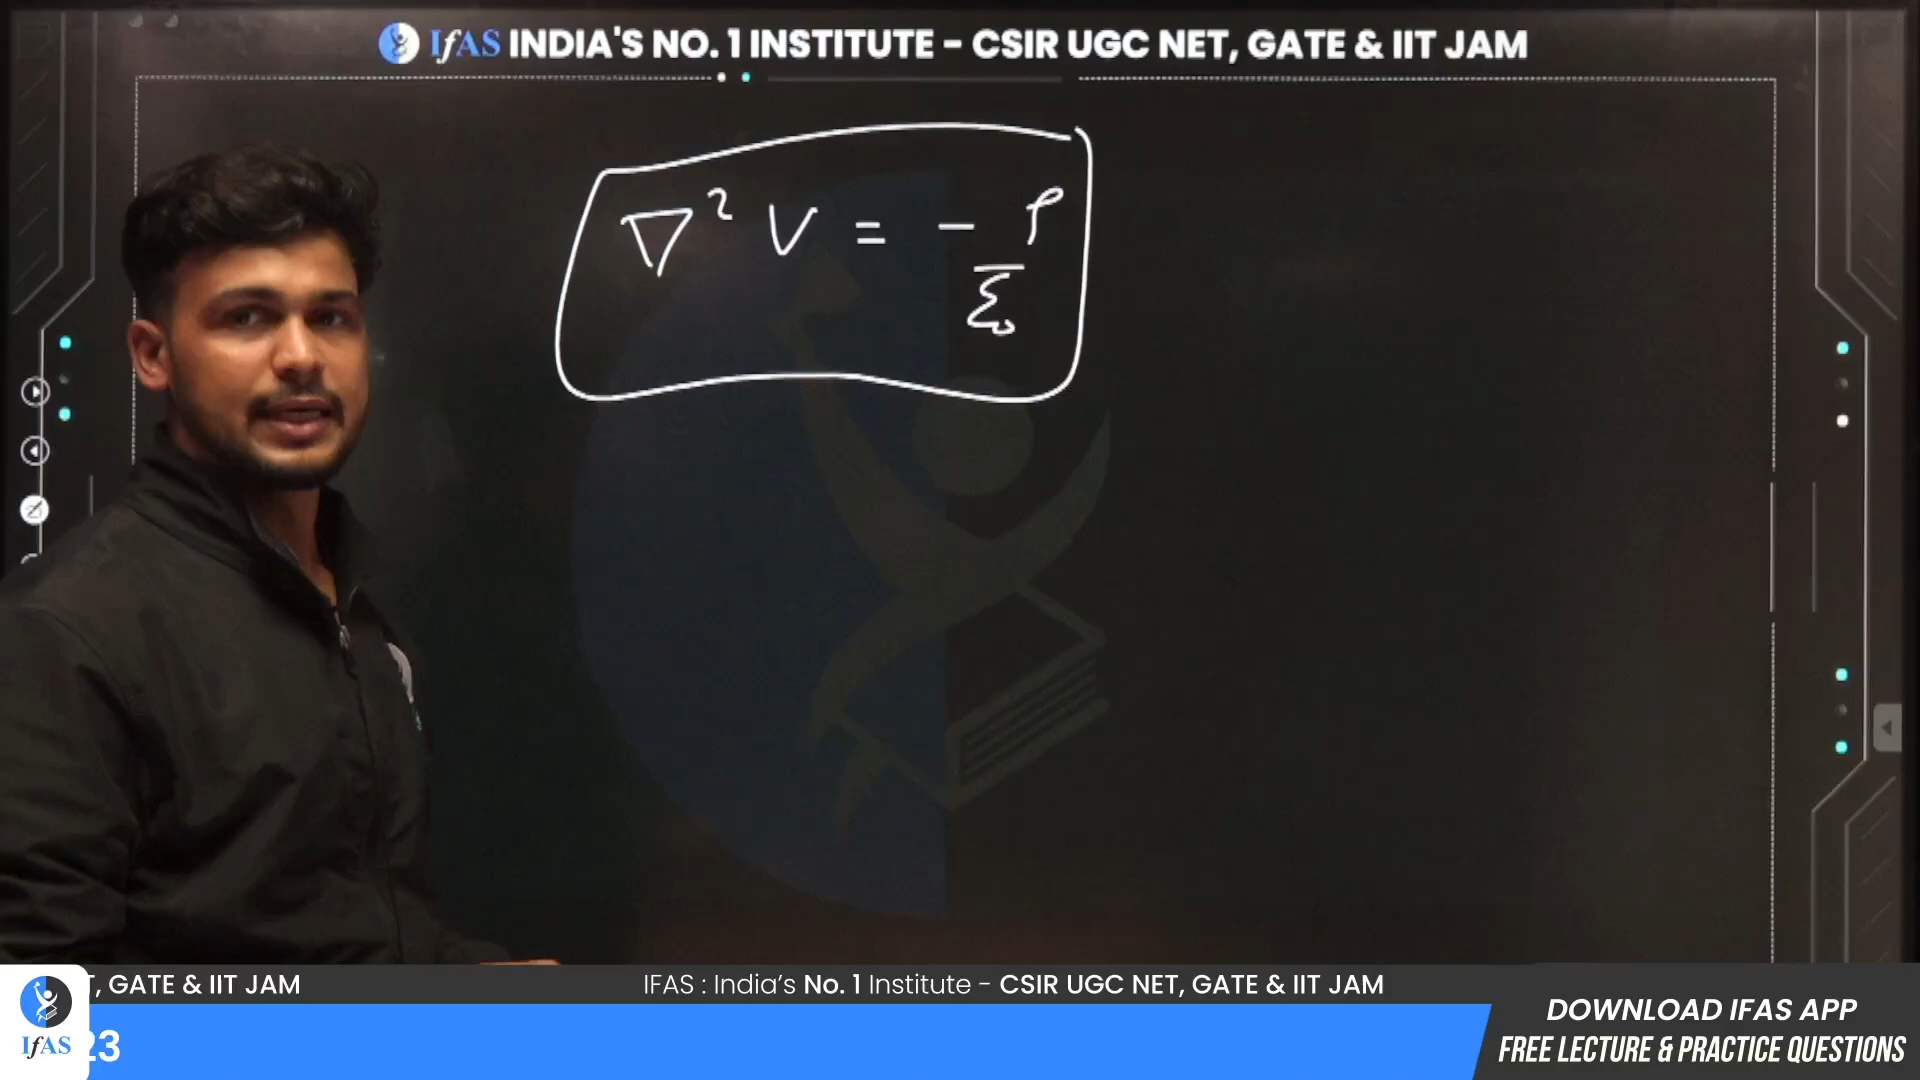 IfAS INDIA'S NO. 1 INSTITUTE - CSIR UGC NET, GATE & IIT JAM
∇² V = - ρ
ε₀
T, GATE & IIT JAM IFAS : India's No. 1 Institute - CSIR UGC NET, GATE & IIT JAM
IfAS 23
DOWNLOAD IFAS APP
FREE LECTURE & PRACTICE QUESTIONS